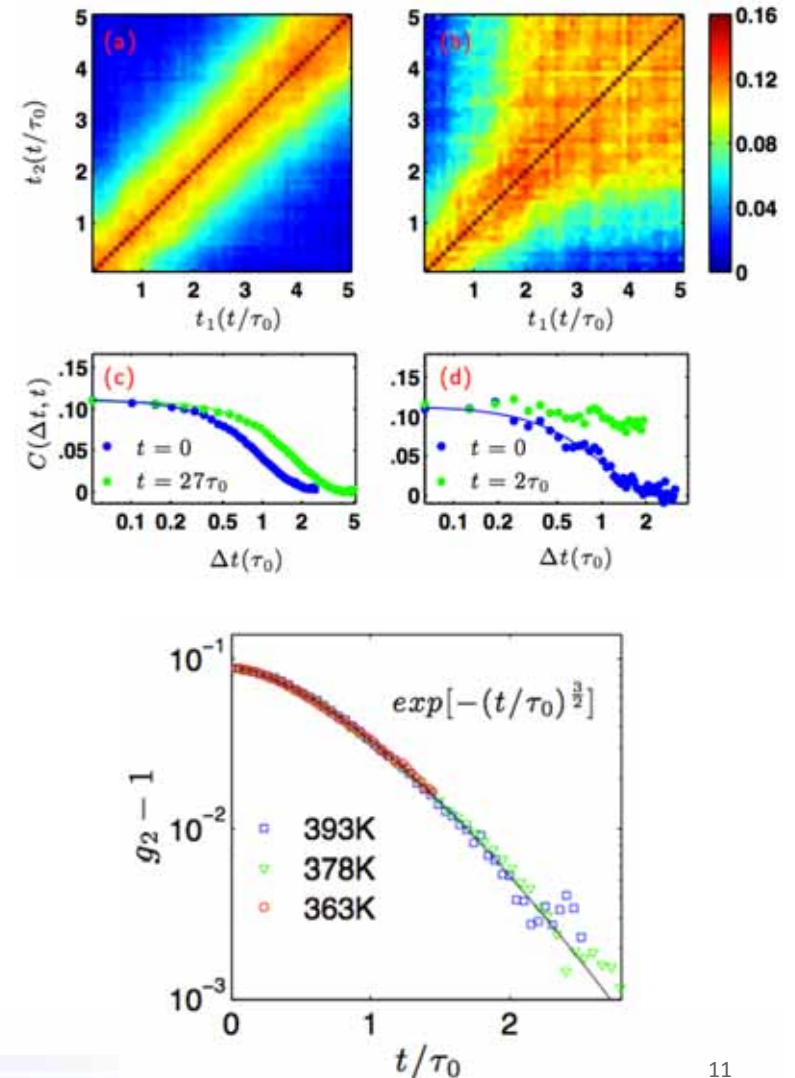 (a)
(b)
5
4
3
2
1
t₂(t/τ₀)
1 2 3 4 5
t₁(t/τ₀)
5
4
3
2
1
1 2 3 4 5
t₁(t/τ₀)
0.16
0.12
0.08
0.04
0
(c)
.15
.10
.05
0
C(Δt, t)
t = 0
t = 27τ₀
0.1 0.2 0.5 1 2 5
Δt(τ₀)
(d)
.15
.10
.05
0
t = 0
t = 2τ₀
0.1 0.2 0.5 1 2
Δt(τ₀)
10⁻¹
10⁻²
10⁻³
g₂ − 1
exp[−(t/τ₀)^{3/2}]
393K
378K
363K
0 1 2
t/τ₀
11